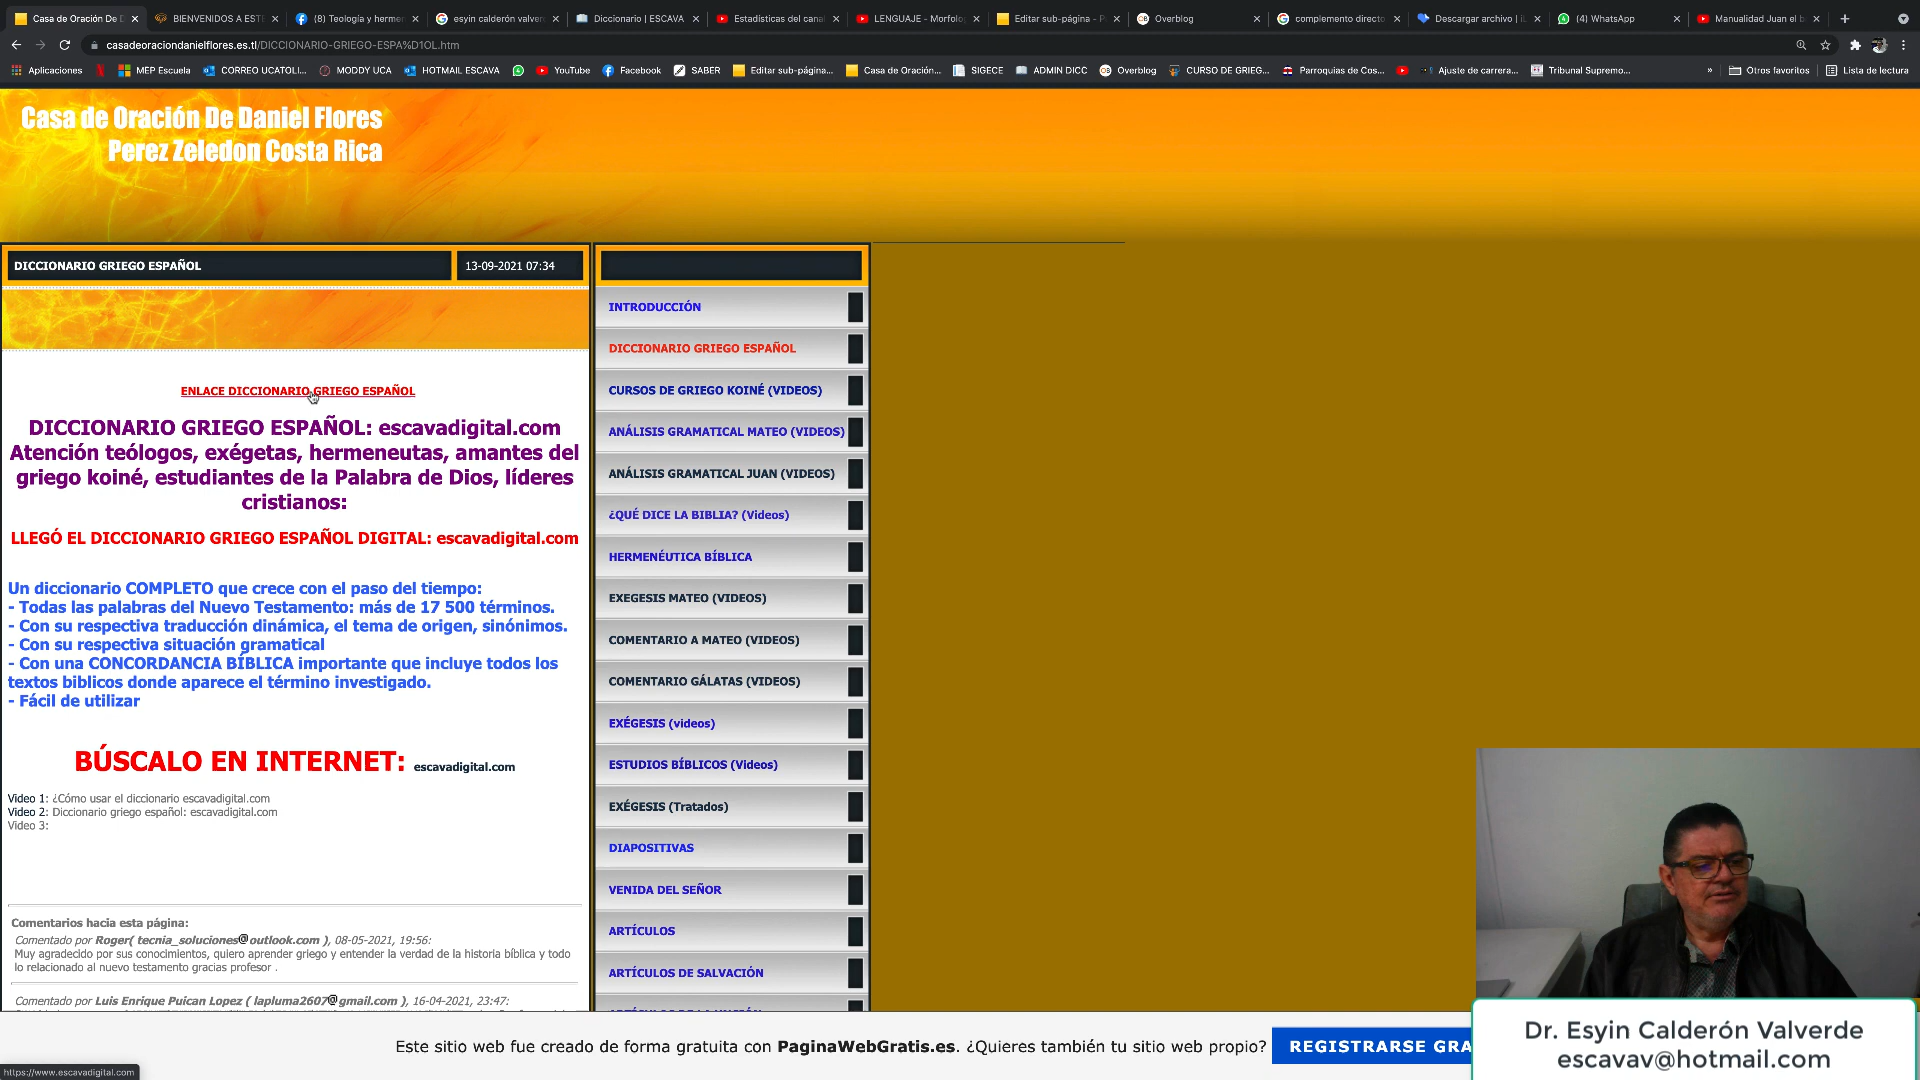 Casa de Oración De D
BIENVENIDOS A EST
(8) Teología y herme
esyin calderón valver
Diccionario | ESCAVA
Estadísticas del canal
LENGUAJE - Morfolog
Editar sub-página - P
Overblog
complemento directo
Descargar archivo | iL
(4) WhatsApp
Manualidad Juan el b
casadeoraciondanielflores.es.tl/DICCIONARIO-GRIEGO-ESPA%D1OL.htm
Aplicaciones
MEP Escuela
CORREO UCATOLI...
MODDY UCA
HOTMAIL ESCAVA
YouTube
Facebook
SABER
Editar sub-página...
Casa de Oración...
SIGECE
ADMIN DICC
Overblog
CURSO DE GRIEG...
Parroquias de Cos...
Ajuste de carrera...
Tribunal Supremo...
»
Otros favoritos
Lista de lectura
Casa de Oración De Daniel Flores
Perez Zeledon Costa Rica
DICCIONARIO GRIEGO ESPAÑOL
13-09-2021 07:34
ENLACE DICCIONARIO GRIEGO ESPAÑOL
DICCIONARIO GRIEGO ESPAÑOL: escavadigital.com
Atención teólogos, exégetas, hermeneutas, amantes del
griego koiné, estudiantes de la Palabra de Dios, líderes
cristianos:
LLEGÓ EL DICCIONARIO GRIEGO ESPAÑOL DIGITAL: escavadigital.com
Un diccionario COMPLETO que crece con el paso del tiempo:
- Todas las palabras del Nuevo Testamento: más de 17 500 términos.
- Con su respectiva traducción dinámica, el tema de origen, sinónimos.
- Con su respectiva situación gramatical
- Con una CONCORDANCIA BÍBLICA importante que incluye todos los
textos biblicos donde aparece el término investigado.
- Fácil de utilizar
BÚSCALO EN INTERNET: escavadigital.com
Video 1: ¿Cómo usar el diccionario escavadigital.com
Video 2: Diccionario griego español: escavadigital.com
Video 3:
Comentarios hacia esta página:
Comentado por Roger( tecnia_soluciones@outlook.com ), 08-05-2021, 19:56:
Muy agradecido por sus conocimientos, quiero aprender griego y entender la verdad de la historia bíblica y todo
lo relacionado al nuevo testamento gracias profesor .
Comentado por Luis Enrique Puican Lopez ( lapluma2607@gmail.com ), 16-04-2021, 23:47:
INTRODUCCIÓN
DICCIONARIO GRIEGO ESPAÑOL
CURSOS DE GRIEGO KOINÉ (VIDEOS)
ANÁLISIS GRAMATICAL MATEO (VIDEOS)
ANÁLISIS GRAMATICAL JUAN (VIDEOS)
¿QUÉ DICE LA BIBLIA? (Videos)
HERMENÉUTICA BÍBLICA
EXEGESIS MATEO (VIDEOS)
COMENTARIO A MATEO (VIDEOS)
COMENTARIO GÁLATAS (VIDEOS)
EXÉGESIS (videos)
ESTUDIOS BÍBLICOS (Videos)
EXÉGESIS (Tratados)
DIAPOSITIVAS
VENIDA DEL SEÑOR
ARTÍCULOS
ARTÍCULOS DE SALVACIÓN
Este sitio web fue creado de forma gratuita con PaginaWebGratis.es. ¿Quieres también tu sitio web propio?
REGISTRARSE GRA
Dr. Esyin Calderón Valverde
escavav@hotmail.com
https://www.escavadigital.com